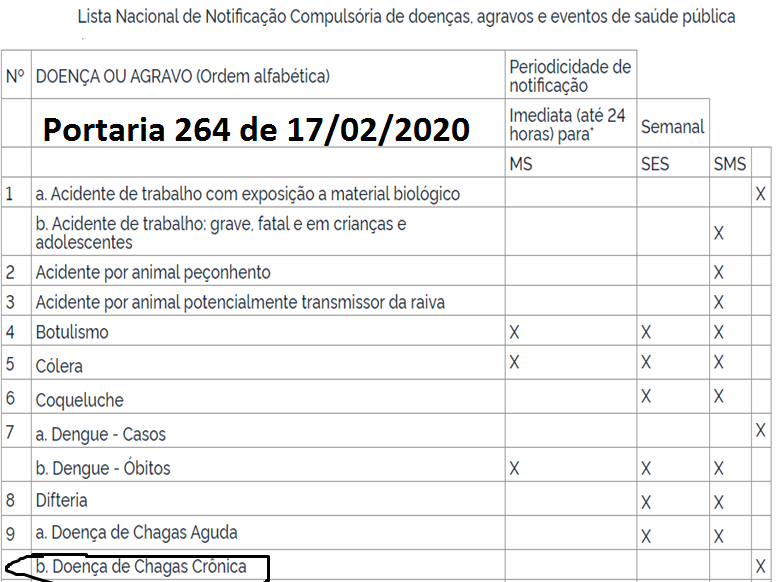 Lista Nacional de Notificação Compulsória de doenças, agravos e eventos de saúde pública
Nº DOENÇA OU AGRAVO (Ordem alfabética) Periodicidade de notificação
Portaria 264 de 17/02/2020 Imediata (até 24 horas) para* Semanal
MS SES SMS
1 a. Acidente de trabalho com exposição a material biológico X
b. Acidente de trabalho: grave, fatal e em crianças e adolescentes X
2 Acidente por animal peçonhento X
3 Acidente por animal potencialmente transmissor da raiva X
4 Botulismo X X X
5 Cólera X X X
6 Coqueluche X X
7 a. Dengue - Casos X
b. Dengue - Óbitos X X X
8 Difteria X X
9 a. Doença de Chagas Aguda X X
b. Doença de Chagas Crônica X